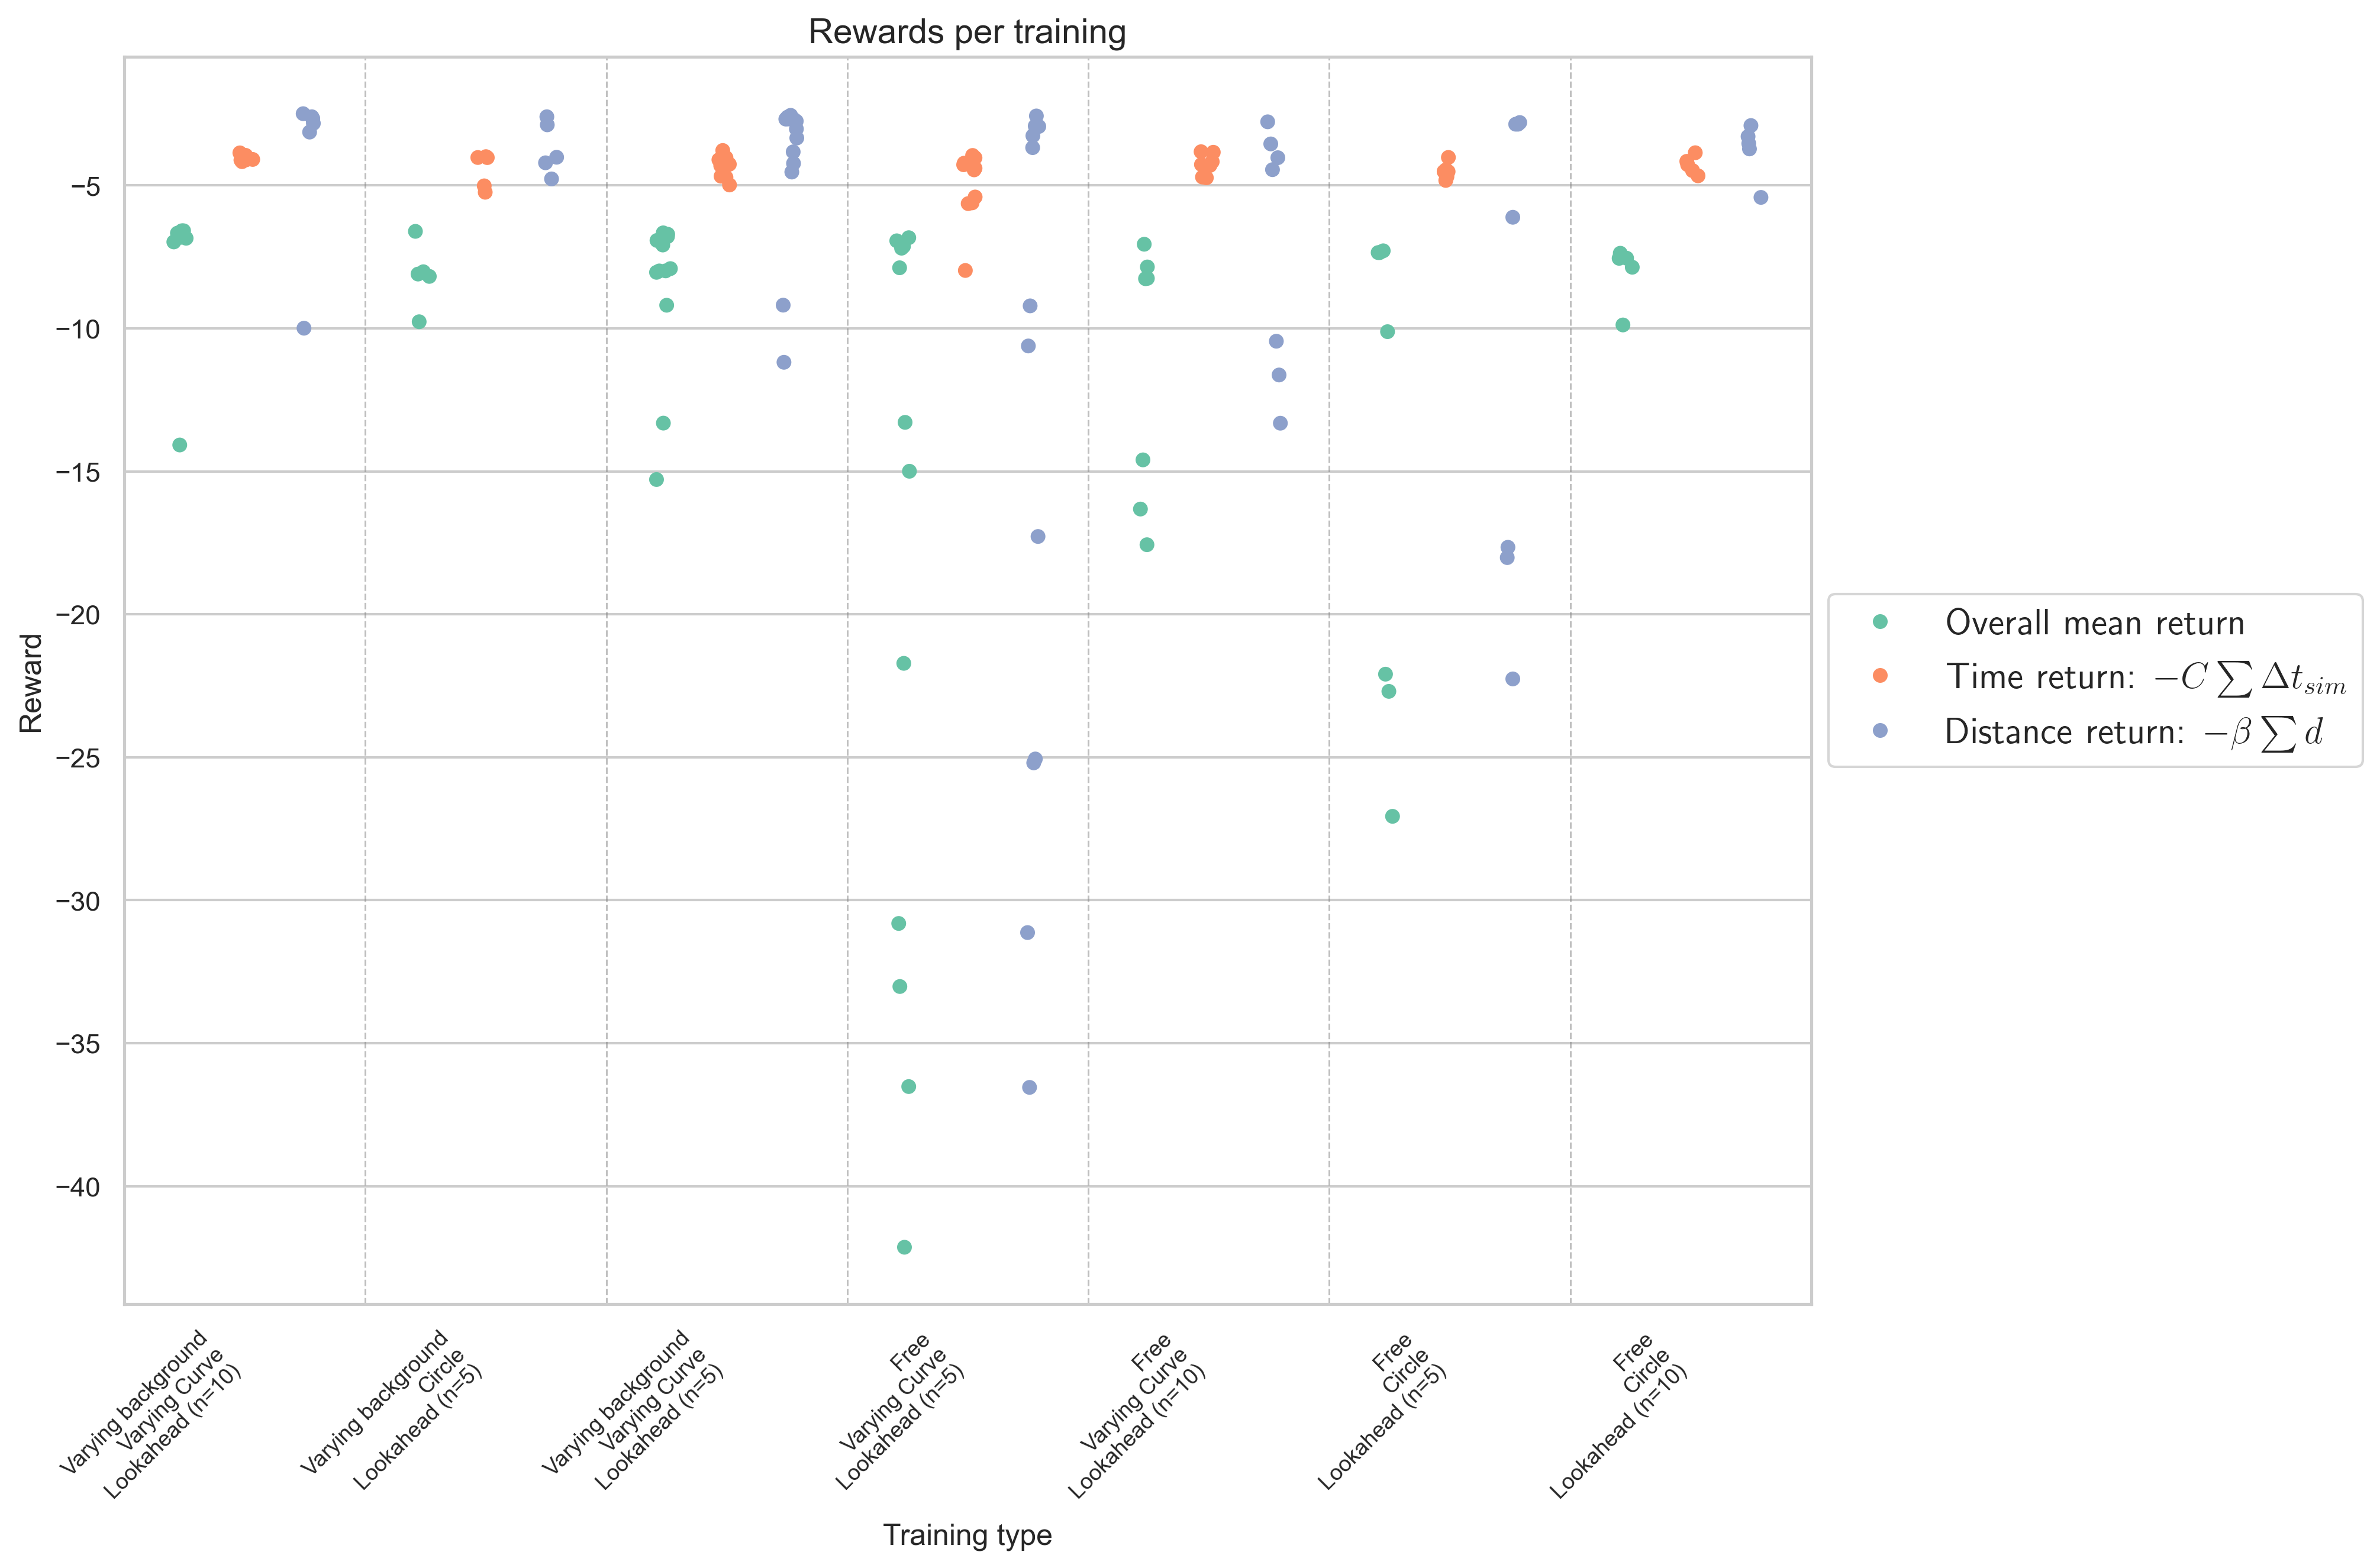 Rewards per training
Reward
−5
−10
−15
−20
−25
−30
−35
−40
Varying background
Varying Curve
Lookahead (n=10)
Varying background
Circle
Lookahead (n=5)
Varying background
Varying Curve
Lookahead (n=5)
Free
Varying Curve
Lookahead (n=5)
Free
Varying Curve
Lookahead (n=10)
Free
Circle
Lookahead (n=5)
Free
Circle
Lookahead (n=10)
Training type
Overall mean return
Time return: −C ∑ Δt_sim
Distance return: −β ∑ d